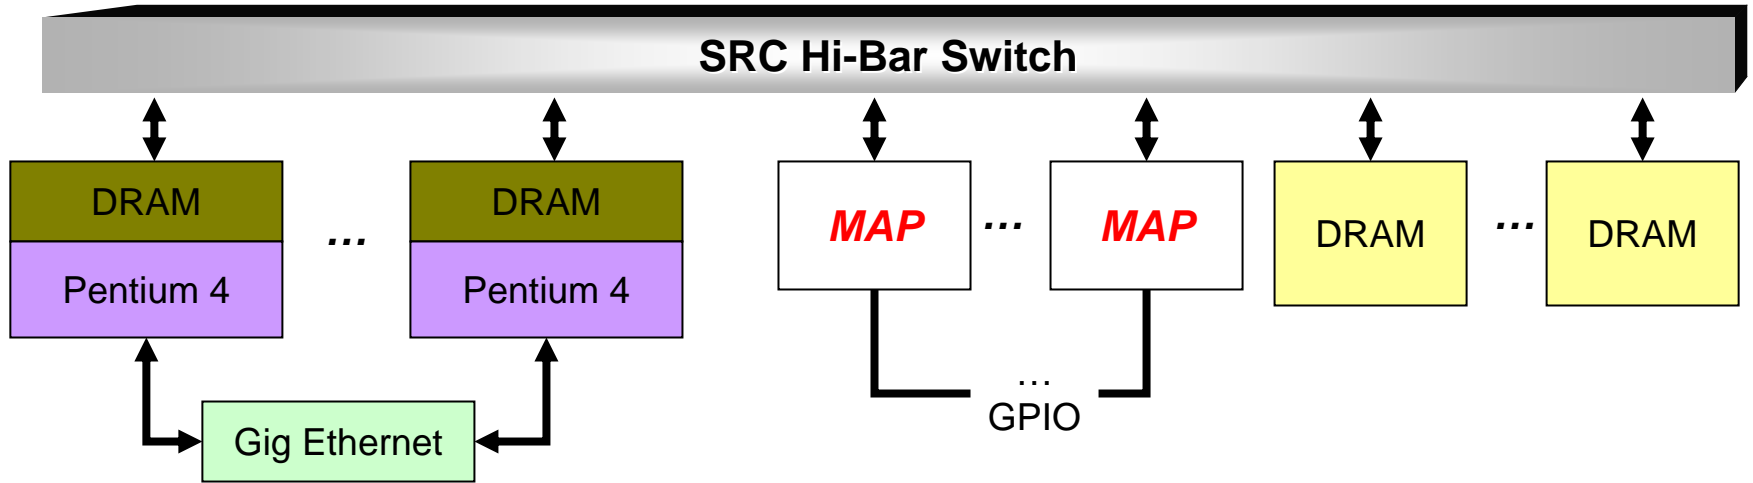 SRC Hi-Bar Switch
DRAM
Pentium 4
...
DRAM
Pentium 4
MAP
...
MAP
DRAM
...
DRAM
Gig Ethernet
...
GPIO